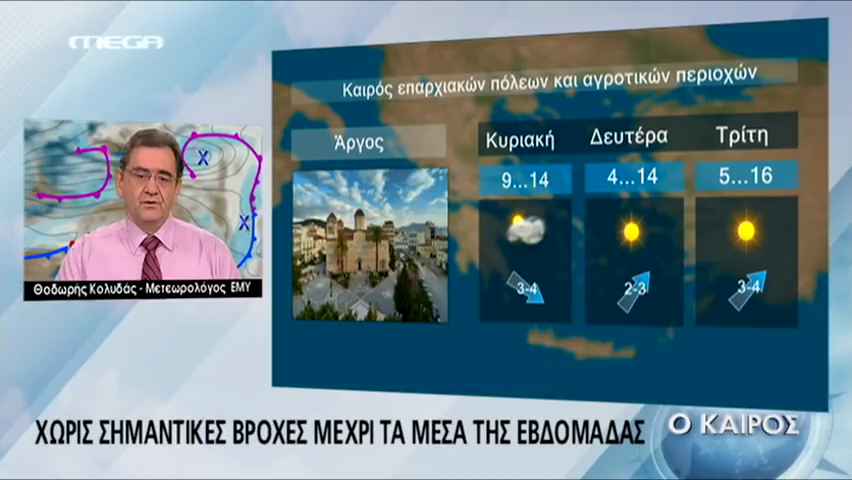 MEGA
Καιρός επαρχιακών πόλεων και αγροτικών περιοχών
Άργος
Κυριακή Δευτέρα Τρίτη
9...14 4...14 5...16
X
X
3-4 2-3 3-4
Θοδωρής Κολυδάς - Μετεωρολόγος ΕΜΥ
ΧΩΡΙΣ ΣΗΜΑΝΤΙΚΕΣ ΒΡΟΧΕΣ ΜΕΧΡΙ ΤΑ ΜΕΣΑ ΤΗΣ ΕΒΔΟΜΑΔΑΣ
Ο ΚΑΙΡΟΣ